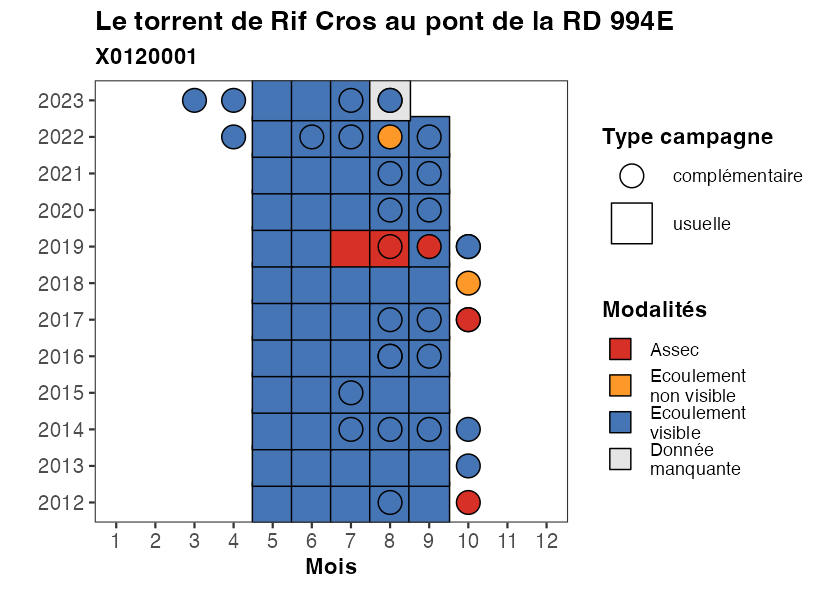 Le torrent de Rif Cros au pont de la RD 994E
X0120001
2023
2022
2021
2020
2019
2018
2017
2016
2015
2014
2013
2012
1 2 3 4 5 6 7 8 9 10 11 12
Mois
Type campagne
complémentaire
usuelle
Modalités
Assec
Ecoulement
non visible
Ecoulement
visible
Donnée
manquante